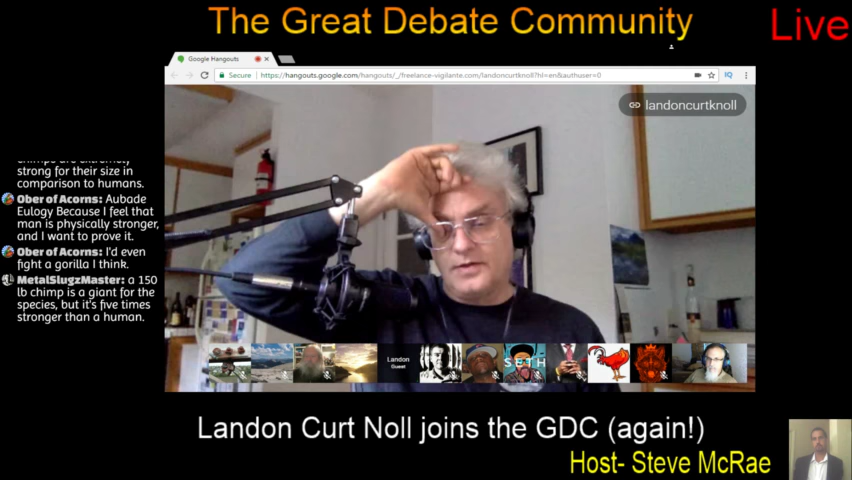 The Great Debate Community
Live
Google Hangouts
Secure
https://hangouts.google.com/hangouts/_/freelance-vigilante.com/landoncurtknoll?hl=en&authuser=0
landoncurtknoll
strong for their size in
comparison to humans.
Ober of Acorns: Aubade
Eulogy Because I feel that
man is physically stronger,
and I want to prove it.
Ober of Acorns: I'd even
fight a gorilla I think.
MetalSlugzMaster: a 150
lb chimp is a giant for the
species, but it's five times
stronger than a human.
Landon
Guest
SETH
Landon Curt Noll joins the GDC (again!)
Host- Steve McRae